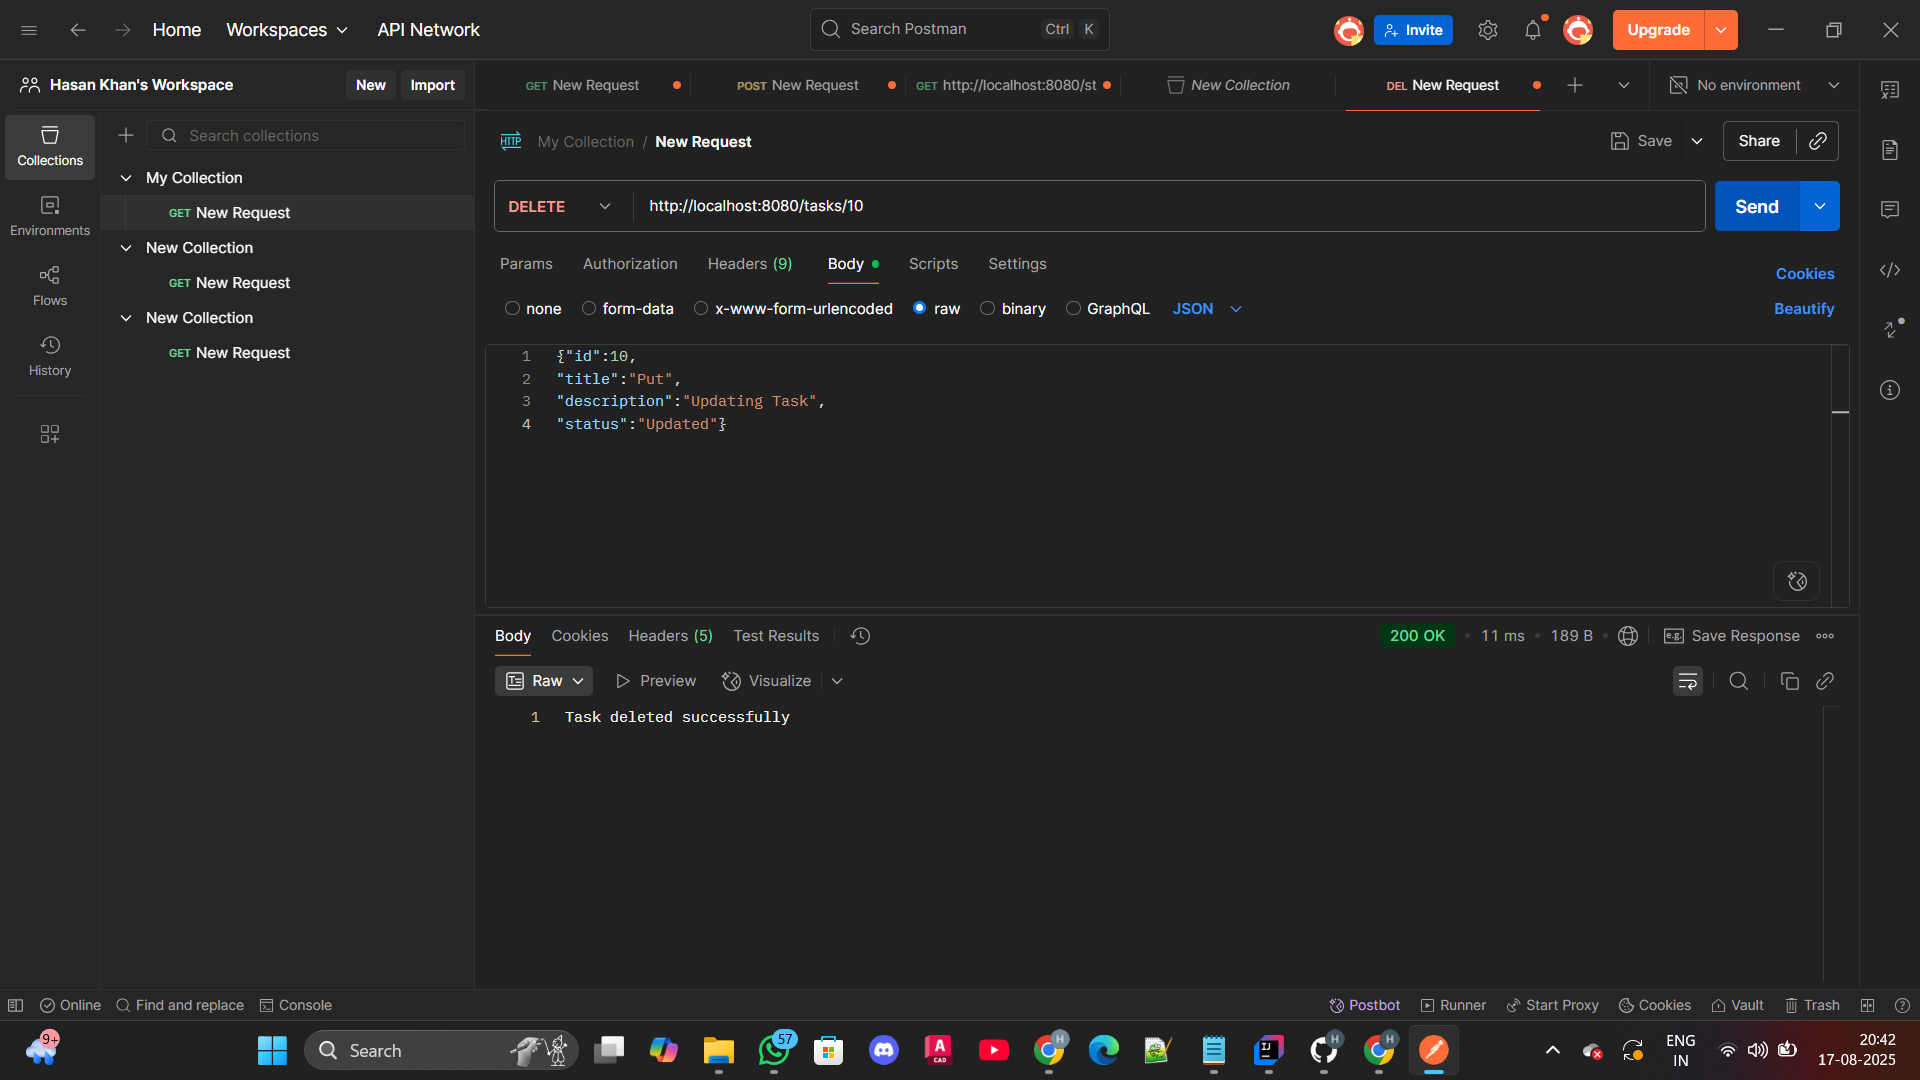 Home Workspaces API Network Search Postman Ctrl K Invite Upgrade
Hasan Khan's Workspace New Import
GET New Request POST New Request GET http://localhost:8080/st New Collection DEL New Request No environment
Collections
Environments
Flows
History
Search collections
My Collection
GET New Request
New Collection
GET New Request
New Collection
GET New Request
HTTP My Collection / New Request Save Share
DELETE http://localhost:8080/tasks/10 Send
Params Authorization Headers (9) Body Scripts Settings Cookies
none form-data x-www-form-urlencoded raw binary GraphQL JSON Beautify
1 {"id":10,
2 "title":"Put",
3 "description":"Updating Task",
4 "status":"Updated"}
Body Cookies Headers (5) Test Results 200 OK 11 ms 189 B e.g. Save Response
Raw Preview Visualize
1 Task deleted successfully
Online Find and replace Console Postbot Runner Start Proxy Cookies Vault Trash
9+ Search 57 A CAD H IJ H H ENG IN 20:42 17-08-2025